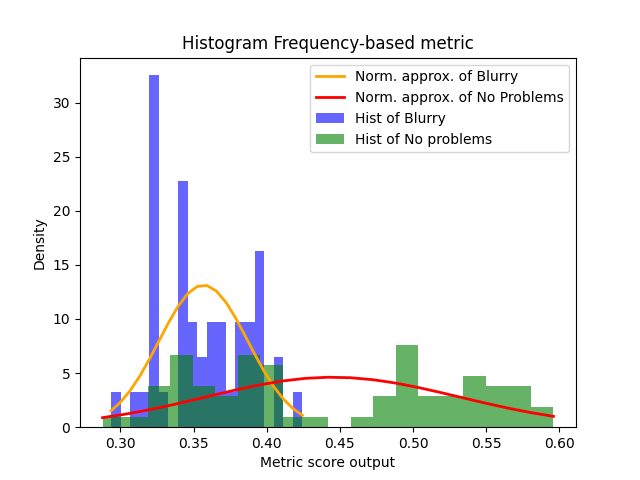 Histogram Frequency-based metric
Norm. approx. of Blurry
Norm. approx. of No Problems
Hist of Blurry
Hist of No problems
Density
30
25
20
15
10
5
0
0.30 0.35 0.40 0.45 0.50 0.55 0.60
Metric score output